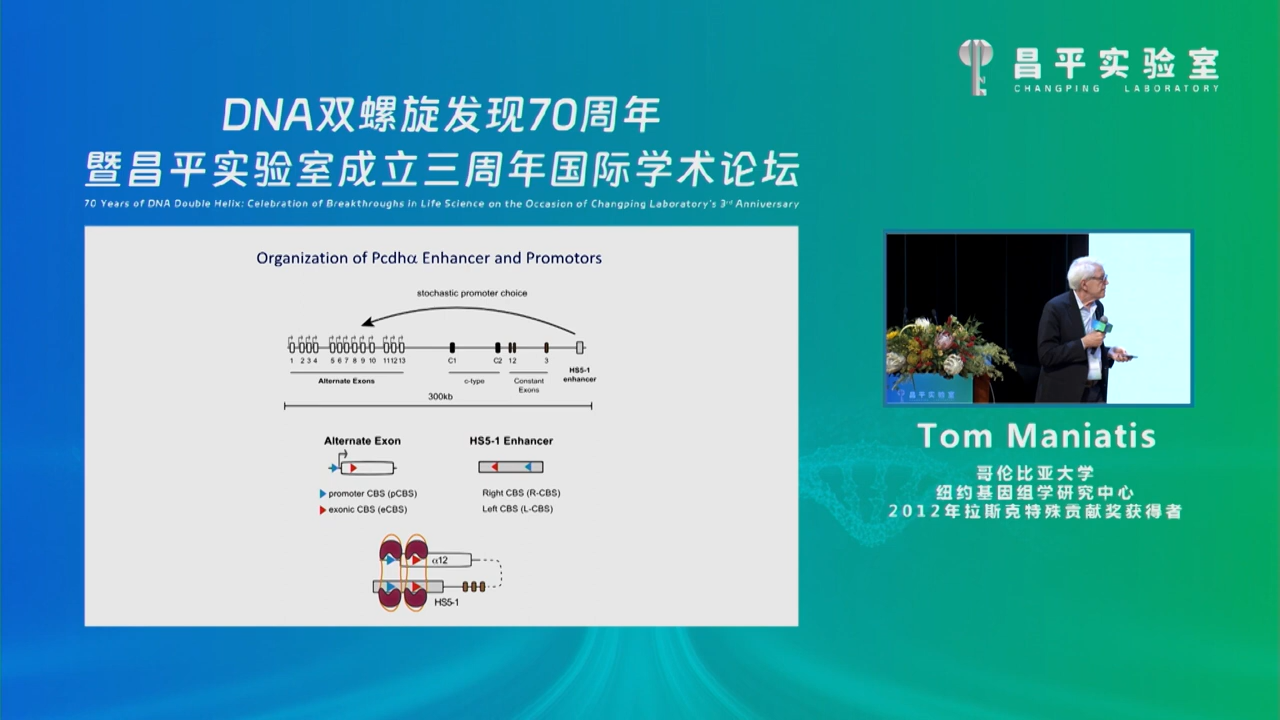 昌平实验室
CHANGPING LABORATORY
DNA双螺旋发现70周年
暨昌平实验室成立三周年国际学术论坛
70 Years of DNA Double Helix: Celebration of Breakthroughs in Life Science on the Occasion of Changping Laboratory's 3rd Anniversary
Organization of Pcdhα Enhancer and Promotors
stochastic promoter choice
1 2 3 4 5 6 7 8 9 10 11 12 13 C1 C2 1 2 3
HS5-1
enhancer
Alternate Exons
c-type
Constant
Exons
300kb
Alternate Exon
HS5-1 Enhancer
promoter CBS (pCBS)
Right CBS (R-CBS)
exonic CBS (eCBS)
Left CBS (L-CBS)
α12
HS5-1
昌平实验室
Tom Maniatis
哥伦比亚大学
纽约基因组学研究中心
2012年拉斯克特殊贡献奖获得者